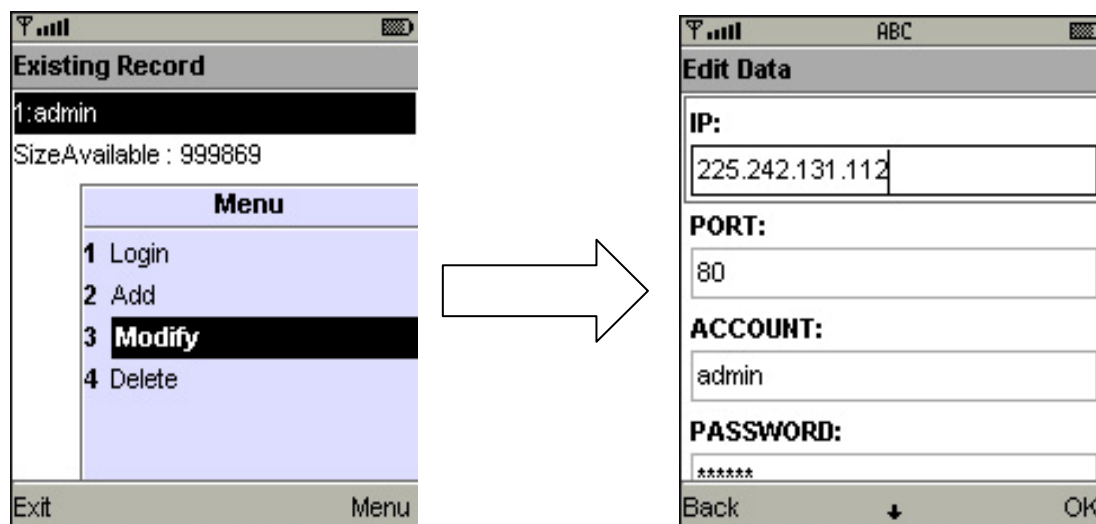 Existing Record
1:admin
SizeAvailable : 999869
Menu
1 Login
2 Add
3 Modify
4 Delete
Exit Menu
ABC
Edit Data
IP:
225.242.131.112
PORT:
80
ACCOUNT:
admin
PASSWORD:
******
Back OK